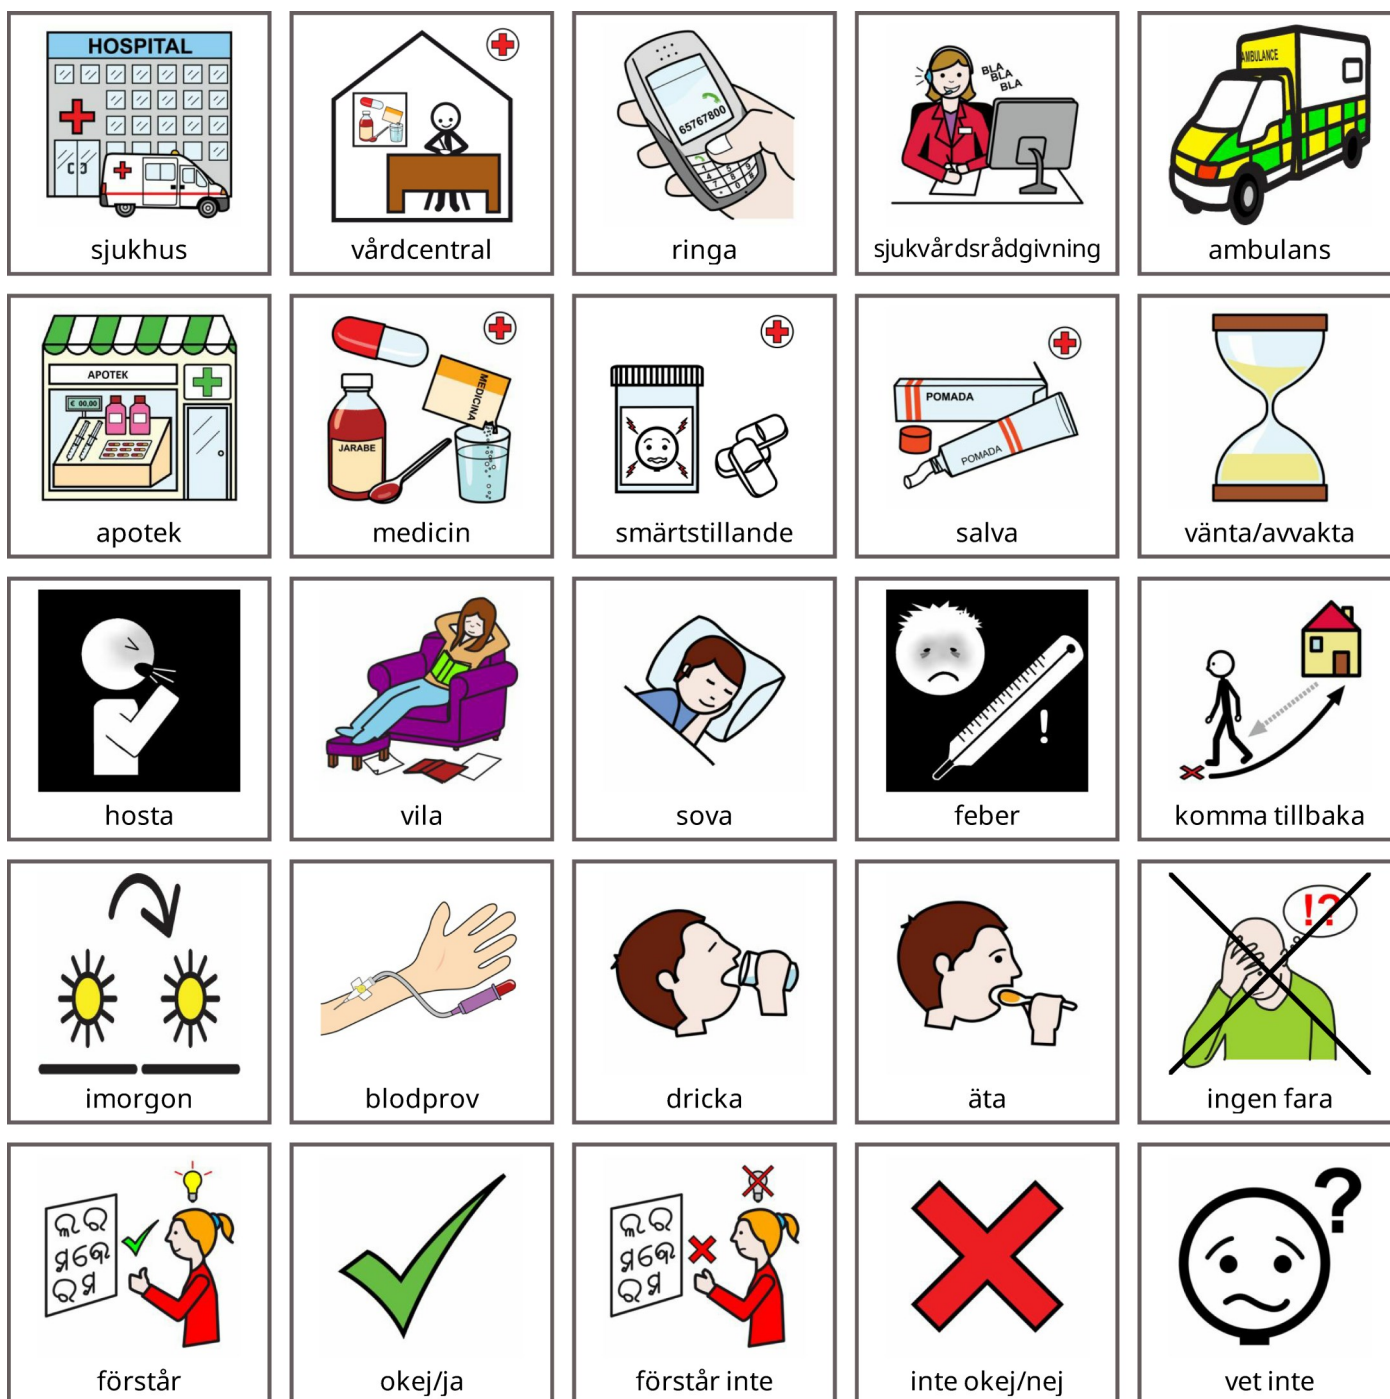 HOSPITAL
sjukhus
vårdcentral
65767800
ringa
BLA
BLA
BLA
sjukvårdsrådgivning
AMBULANCE
ambulans
APOTEK
€ 00,00
apotek
MEDICINA
JARABE
medicin
smärtstillande
POMADA
POMADA
salva
vänta/avvakta
hosta
vila
sova
!
feber
komma tillbaka
imorgon
blodprov
dricka
äta
!?
ingen fara
förstår
okej/ja
förstår inte
inte okej/nej
?
vet inte